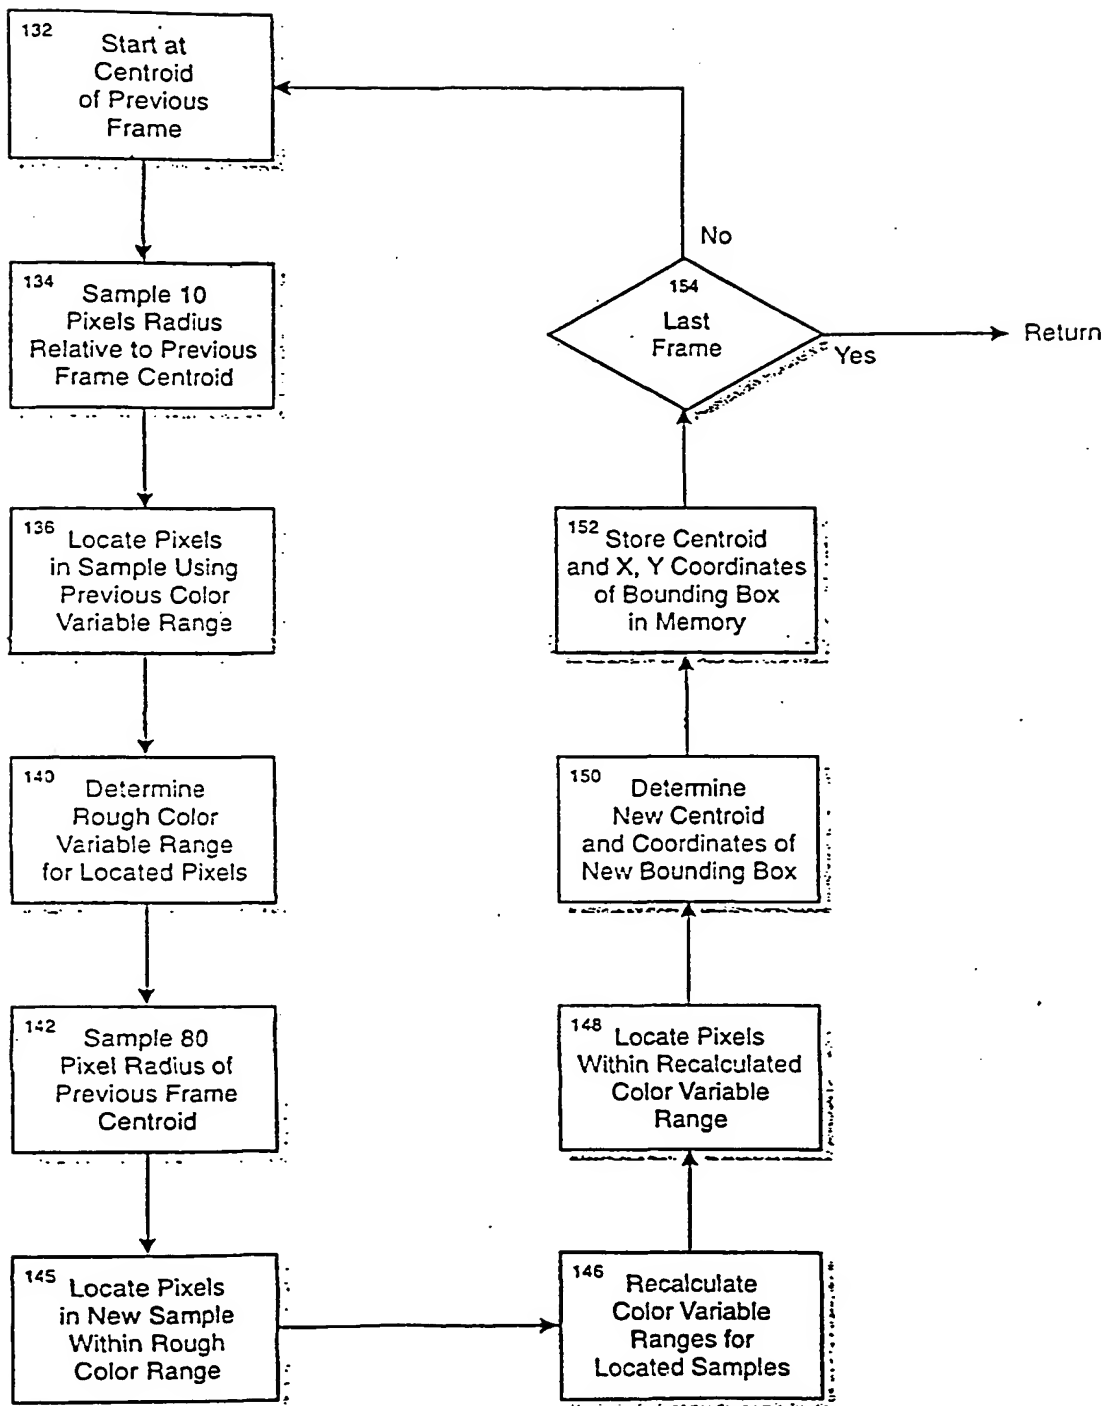 132
Start at
Centroid
of Previous
Frame
134
Sample 10
Pixels Radius
Relative to Previous
Frame Centroid
136
Locate Pixels
in Sample Using
Previous Color
Variable Range
140
Determine
Rough Color
Variable Range
for Located Pixels
142
Sample 80
Pixel Radius of
Previous Frame
Centroid
145
Locate Pixels
in New Sample
Within Rough
Color Range
146
Recalculate
Color Variable
Ranges for
Located Samples
148
Locate Pixels
Within Recalculated
Color Variable
Range
150
Determine
New Centroid
and Coordinates of
New Bounding Box
152
Store Centroid
and X, Y Coordinates
of Bounding Box
in Memory
154
Last
Frame
No
Yes
Return